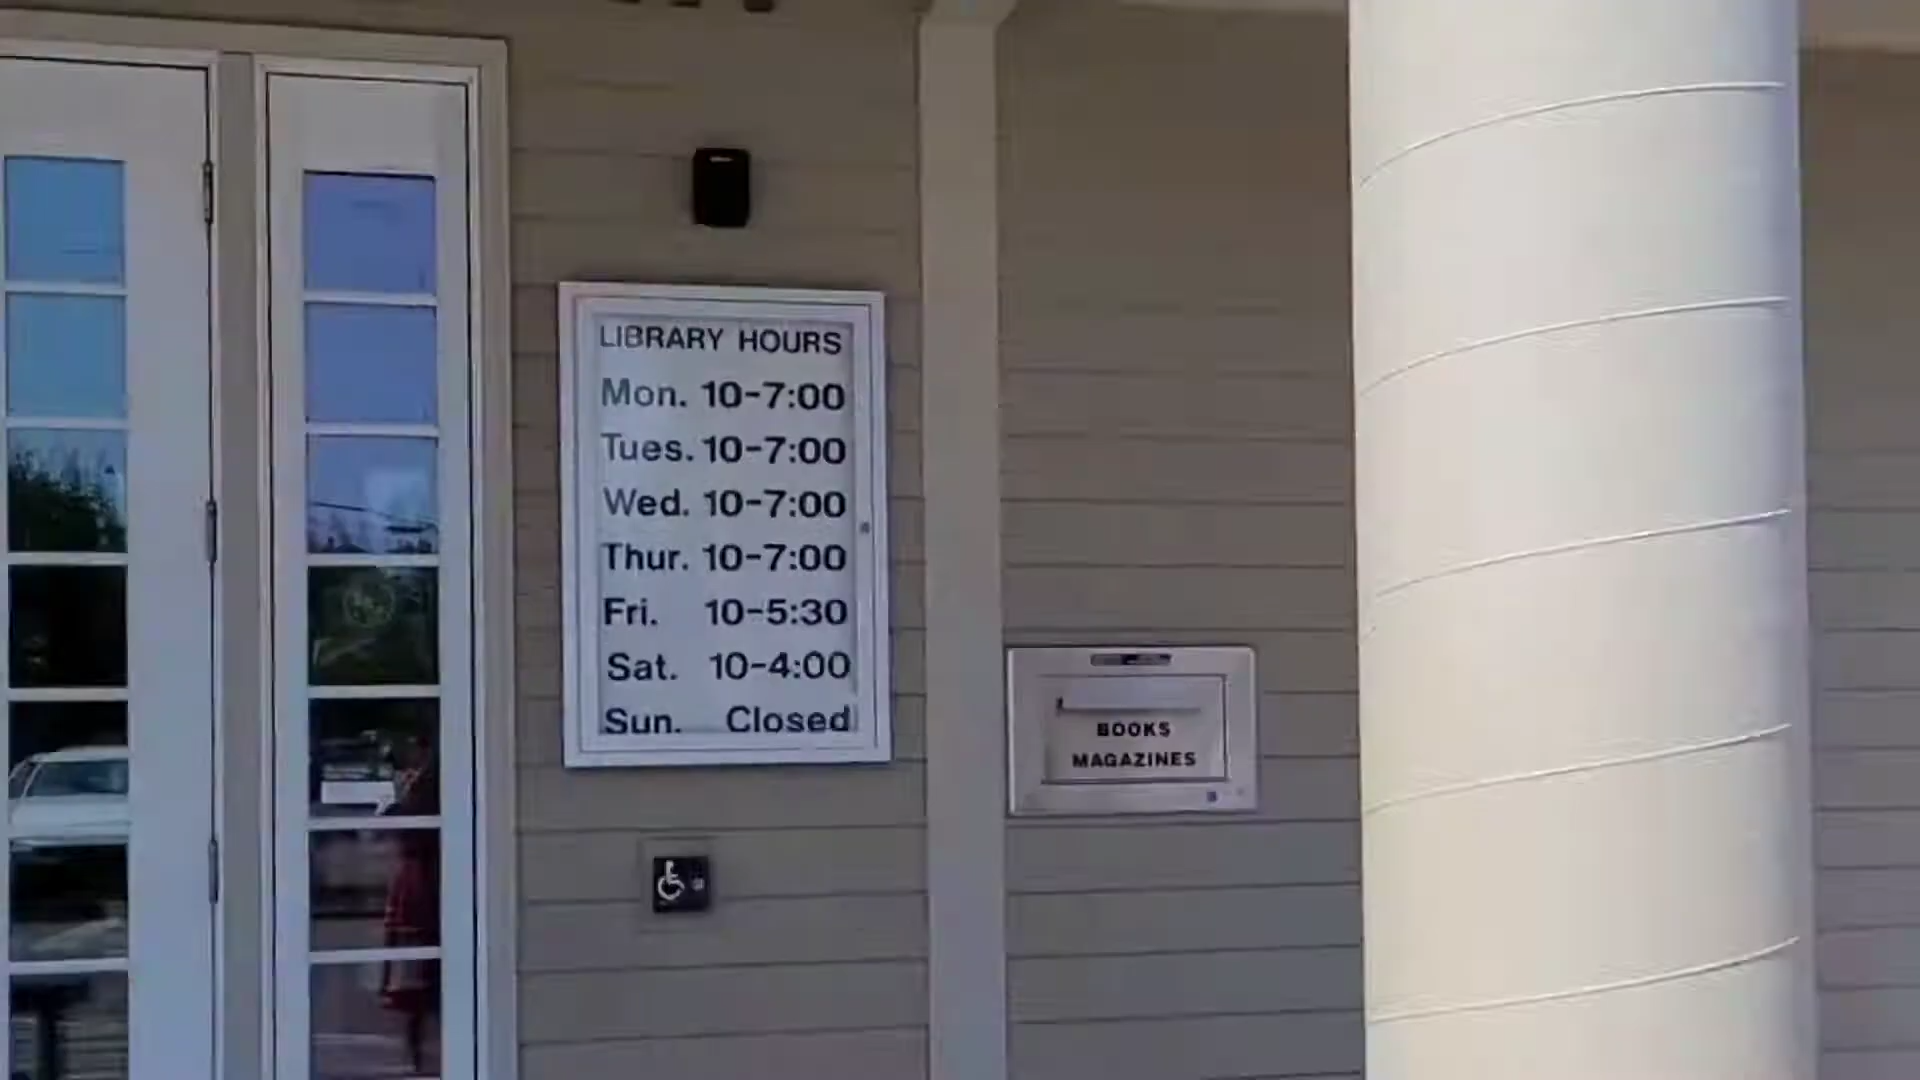 LIBRARY HOURS
Mon. 10-7:00
Tues. 10-7:00
Wed. 10-7:00
Thur. 10-7:00
Fri. 10-5:30
Sat. 10-4:00
Sun. Closed
BOOKS
MAGAZINES